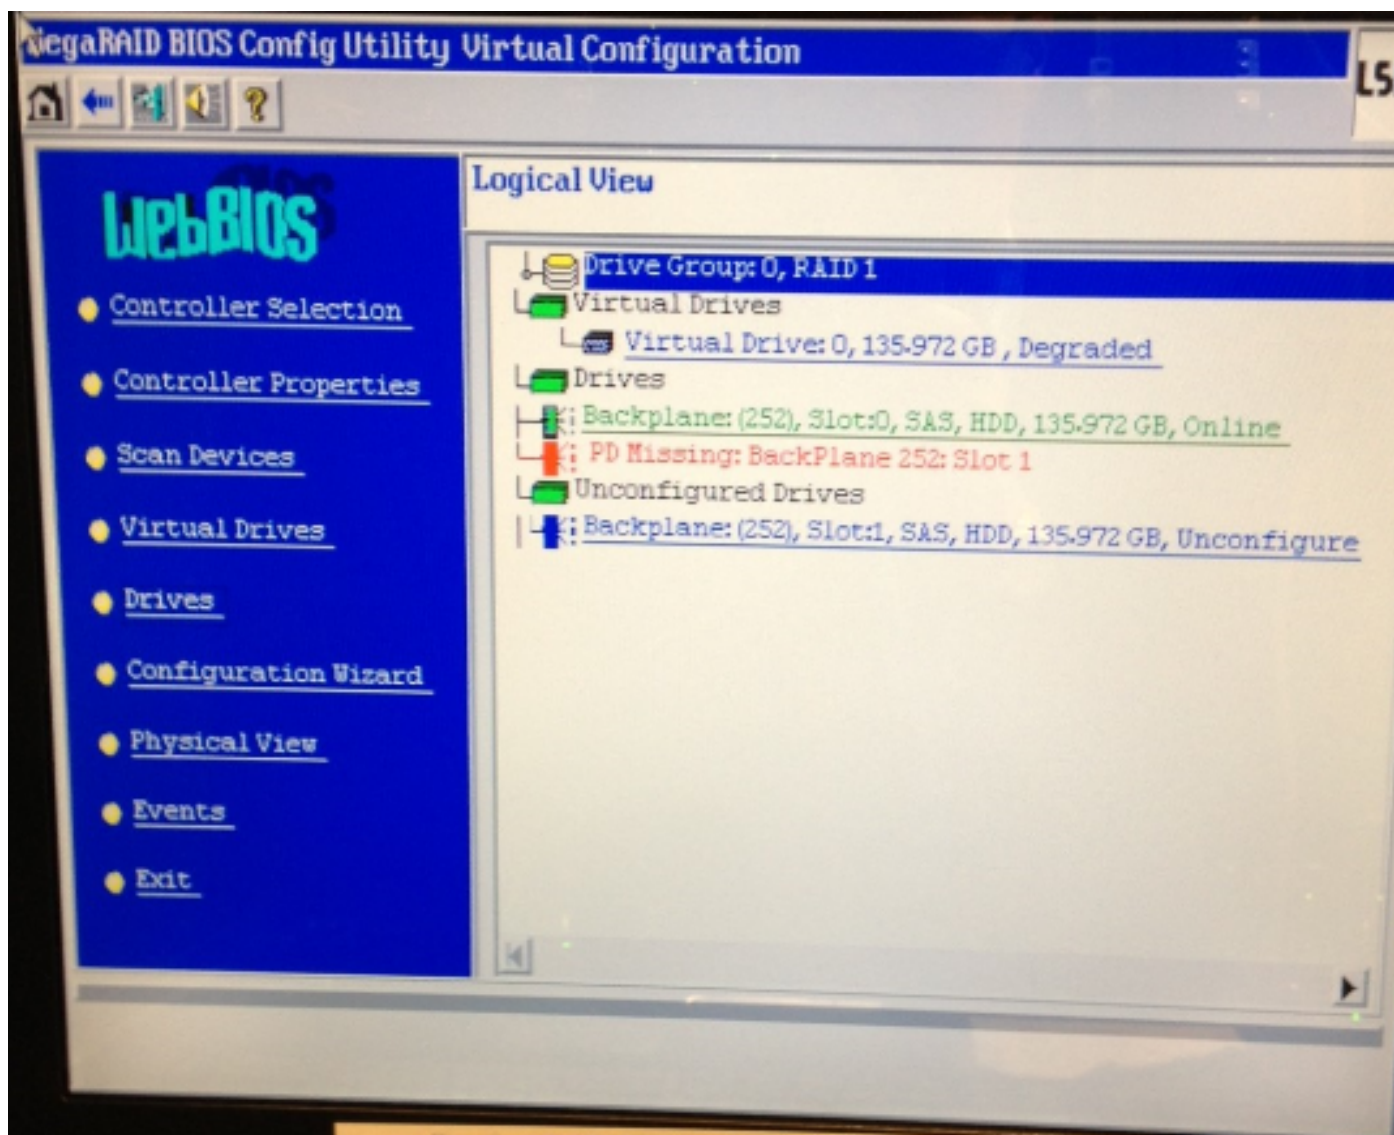 MegaRAID BIOS Config Utility Virtual Configuration
LS
WebBIOS
Controller Selection
Controller Properties
Scan Devices
Virtual Drives
Drives
Configuration Wizard
Physical View
Events
Exit
Logical View
Drive Group: 0, RAID 1
Virtual Drives
Virtual Drive: 0, 135.972 GB , Degraded
Drives
Backplane: (252), Slot:0, SAS, HDD, 135.972 GB, Online
PD Missing: BackPlane 252: Slot 1
Unconfigured Drives
Backplane: (252), Slot:1, SAS, HDD, 135.972 GB, Unconfigure